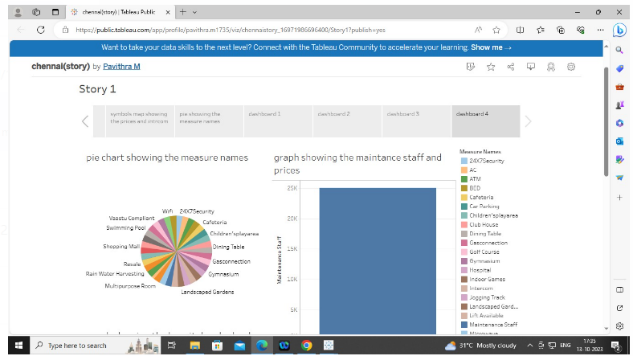 chennai(story) | Tableau Public
https://public.tableau.com/app/profile/pavithra.m1735/viz/chennaistory_16971986696400/Story1?publish=yes
Want to take your data skills to the next level? Connect with the Tableau Community to accelerate your learning. Show me →
chennai(story) by Pavithra M
Story 1
symbols map showing the prices and intercom
pie showing the measure names
dashboard 1
dashboard 2
dashboard 3
dashboard 4
pie chart showing the measure names
Wifi 24X7Security
Vaastu Compliant
Cafeteria
Swimming Pool
Children'splayarea
Shopping Mall
Dining Table
Resale
Gasconnection
Rain Water Harvesting
Gymnasium
Multipurpose Room
Landscaped Gardens
graph showing the maintance staff and prices
25K
20K
15K
10K
5K
Maintenance Staff
Measure Names
24X7Security
AC
ATM
BED
Cafeteria
Car Parking
Children'splayarea
Club House
Dining Table
Gasconnection
Golf Course
Gymnasium
Hospital
Indoor Games
Intercom
Jogging Track
Landscaped Gard...
Lift Available
Maintenance Staff
Type here to search
31°C Mostly cloudy
ENG
17:35
13-10-2023